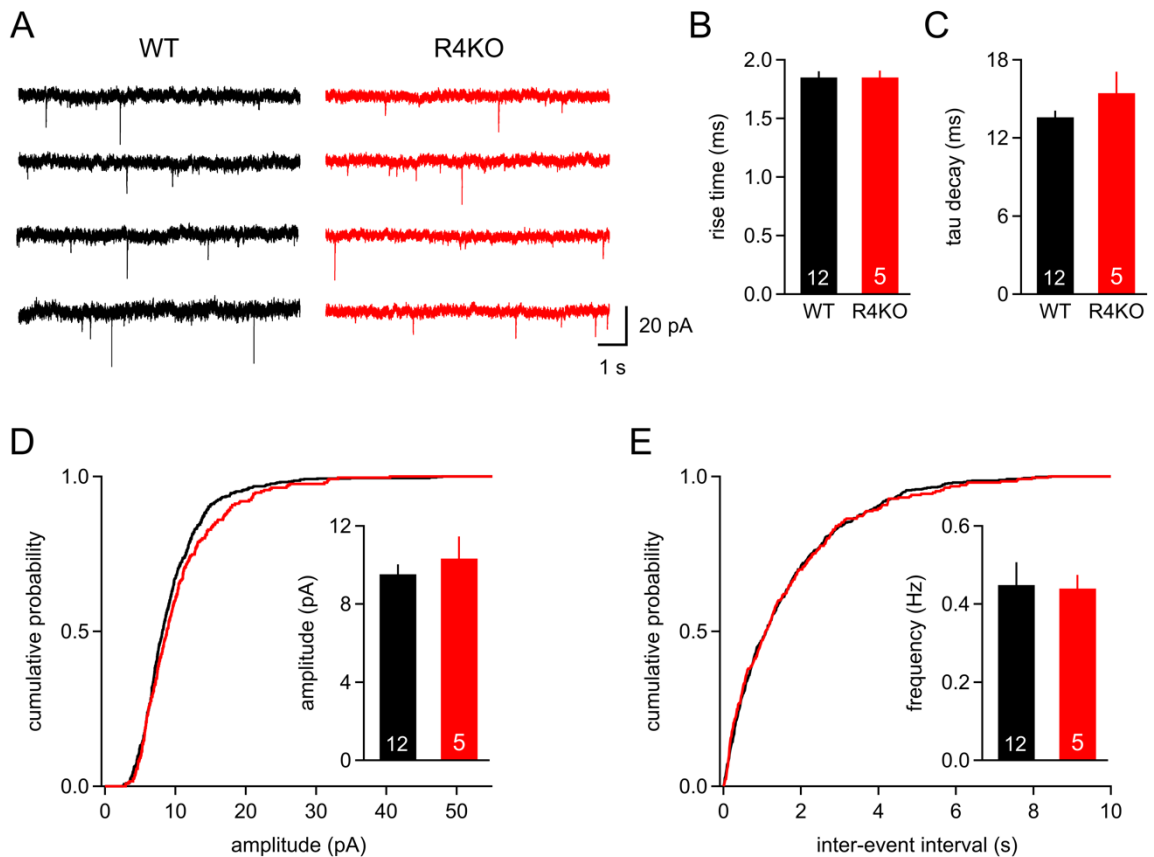 A
WT
R4KO
20 pA
1 s
B
2.0
1.5
1.0
0.5
0.0
rise time (ms)
12
5
WT
R4KO
C
18
12
6
0
tau decay (ms)
12
5
WT
R4KO
D
1.0
0.5
0.0
cumulative probability
0
10
20
30
40
50
amplitude (pA)
12
8
4
0
amplitude (pA)
12
5
E
1.0
0.5
0.0
cumulative probability
0
2
4
6
8
10
inter-event interval (s)
0.6
0.4
0.2
0.0
frequency (Hz)
12
5